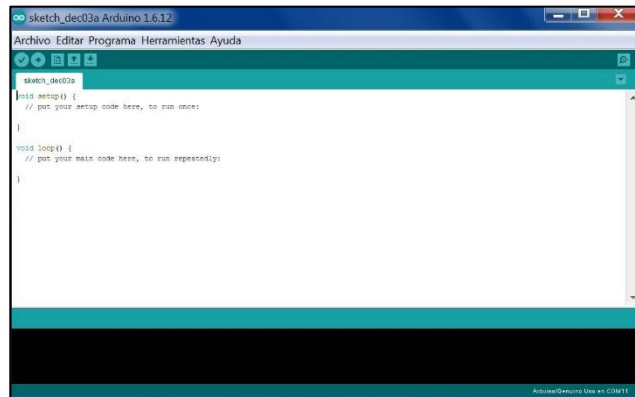 sketch_dec03a Arduino 1.6.12
Archivo Editar Programa Herramientas Ayuda
sketch_dec03a
void setup() {
// put your setup code here, to run once:
}
void loop() {
// put your main code here, to run repeatedly:
}
Arduino/Genuino Uno en COM11